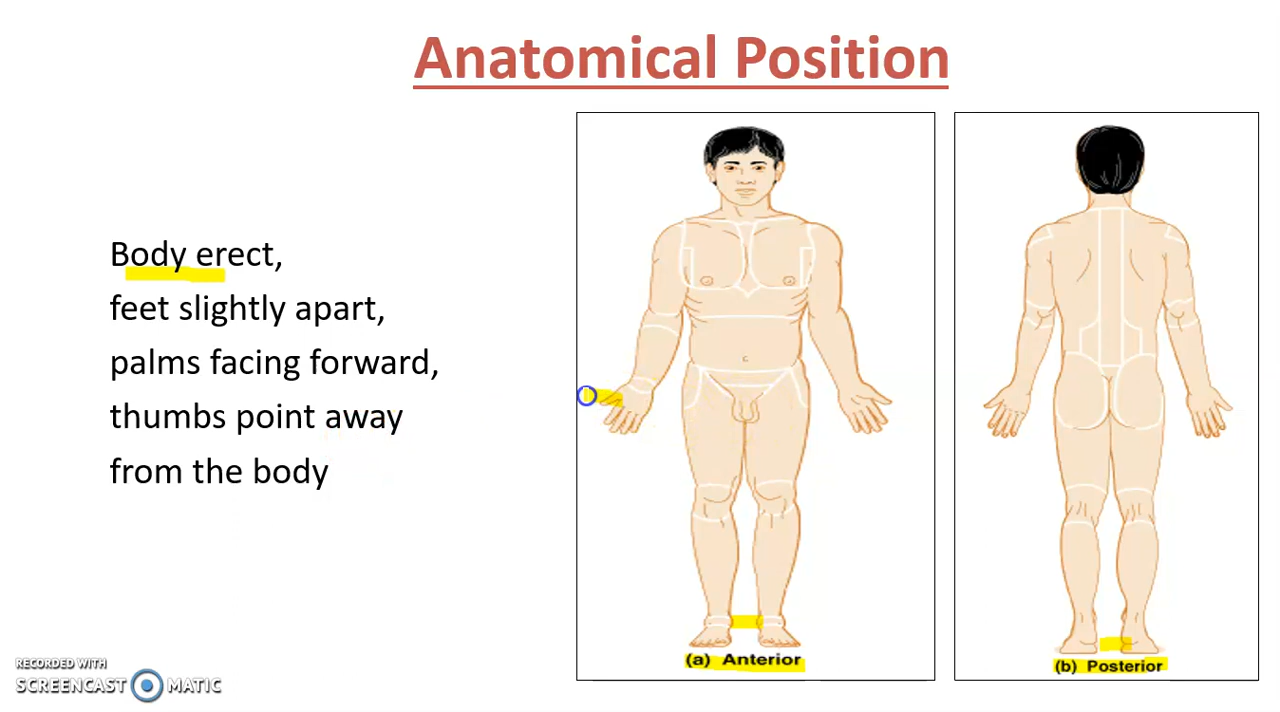 Anatomical Position
Body erect,
feet slightly apart,
palms facing forward,
thumbs point away
from the body
(a) Anterior
(b) Posterior
RECORDED WITH
SCREENCAST MATIC